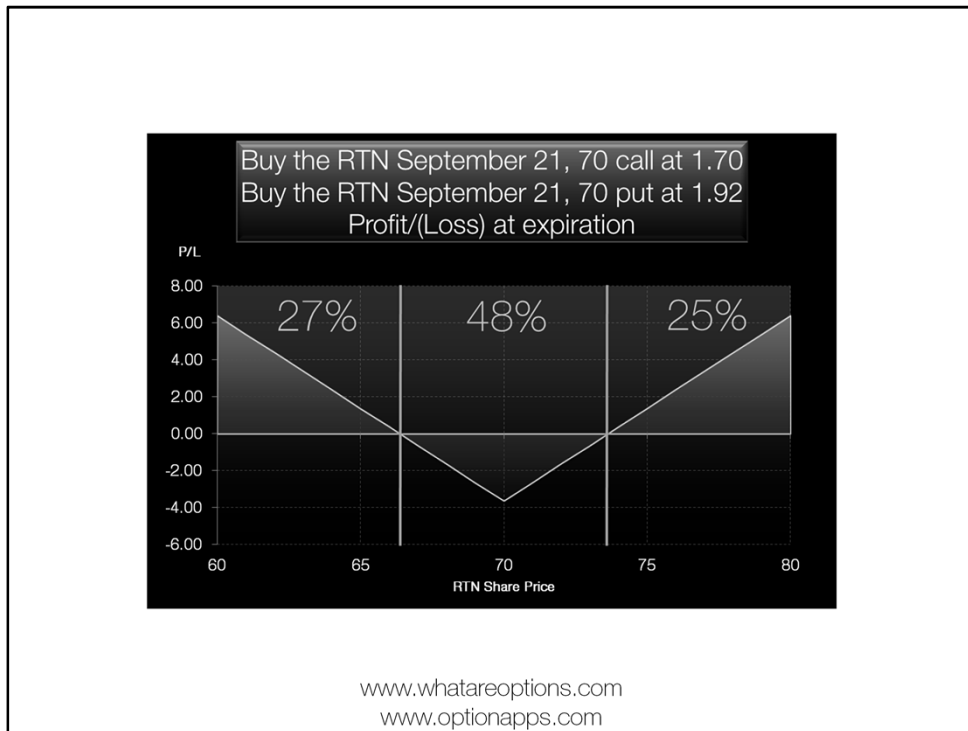 Buy the RTN September 21, 70 call at 1.70
Buy the RTN September 21, 70 put at 1.92
Profit/(Loss) at expiration
P/L
8.00
6.00
4.00
2.00
0.00
-2.00
-4.00
-6.00
27%
48%
25%
60
65
70
75
80
RTN Share Price
www.whatareoptions.com
www.optionapps.com